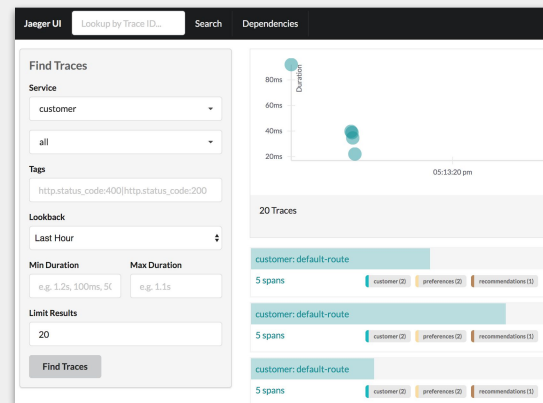 Jaeger UI Lookup by Trace ID... Search Dependencies
Find Traces
Service
customer
all
Tags
http.status_code:400|http.status_code:200
Lookback
Last Hour
Min Duration Max Duration
e.g. 1.2s, 100ms, 50 e.g. 1.1s
Limit Results
20
Find Traces
Duration
80ms
60ms
40ms
20ms
05:13:20 pm
20 Traces
customer: default-route
5 spans customer (2) preferences (2) recommendations (1)
customer: default-route
5 spans customer (2) preferences (2) recommendations (1)
customer: default-route
5 spans customer (2) preferences (2) recommendations (1)